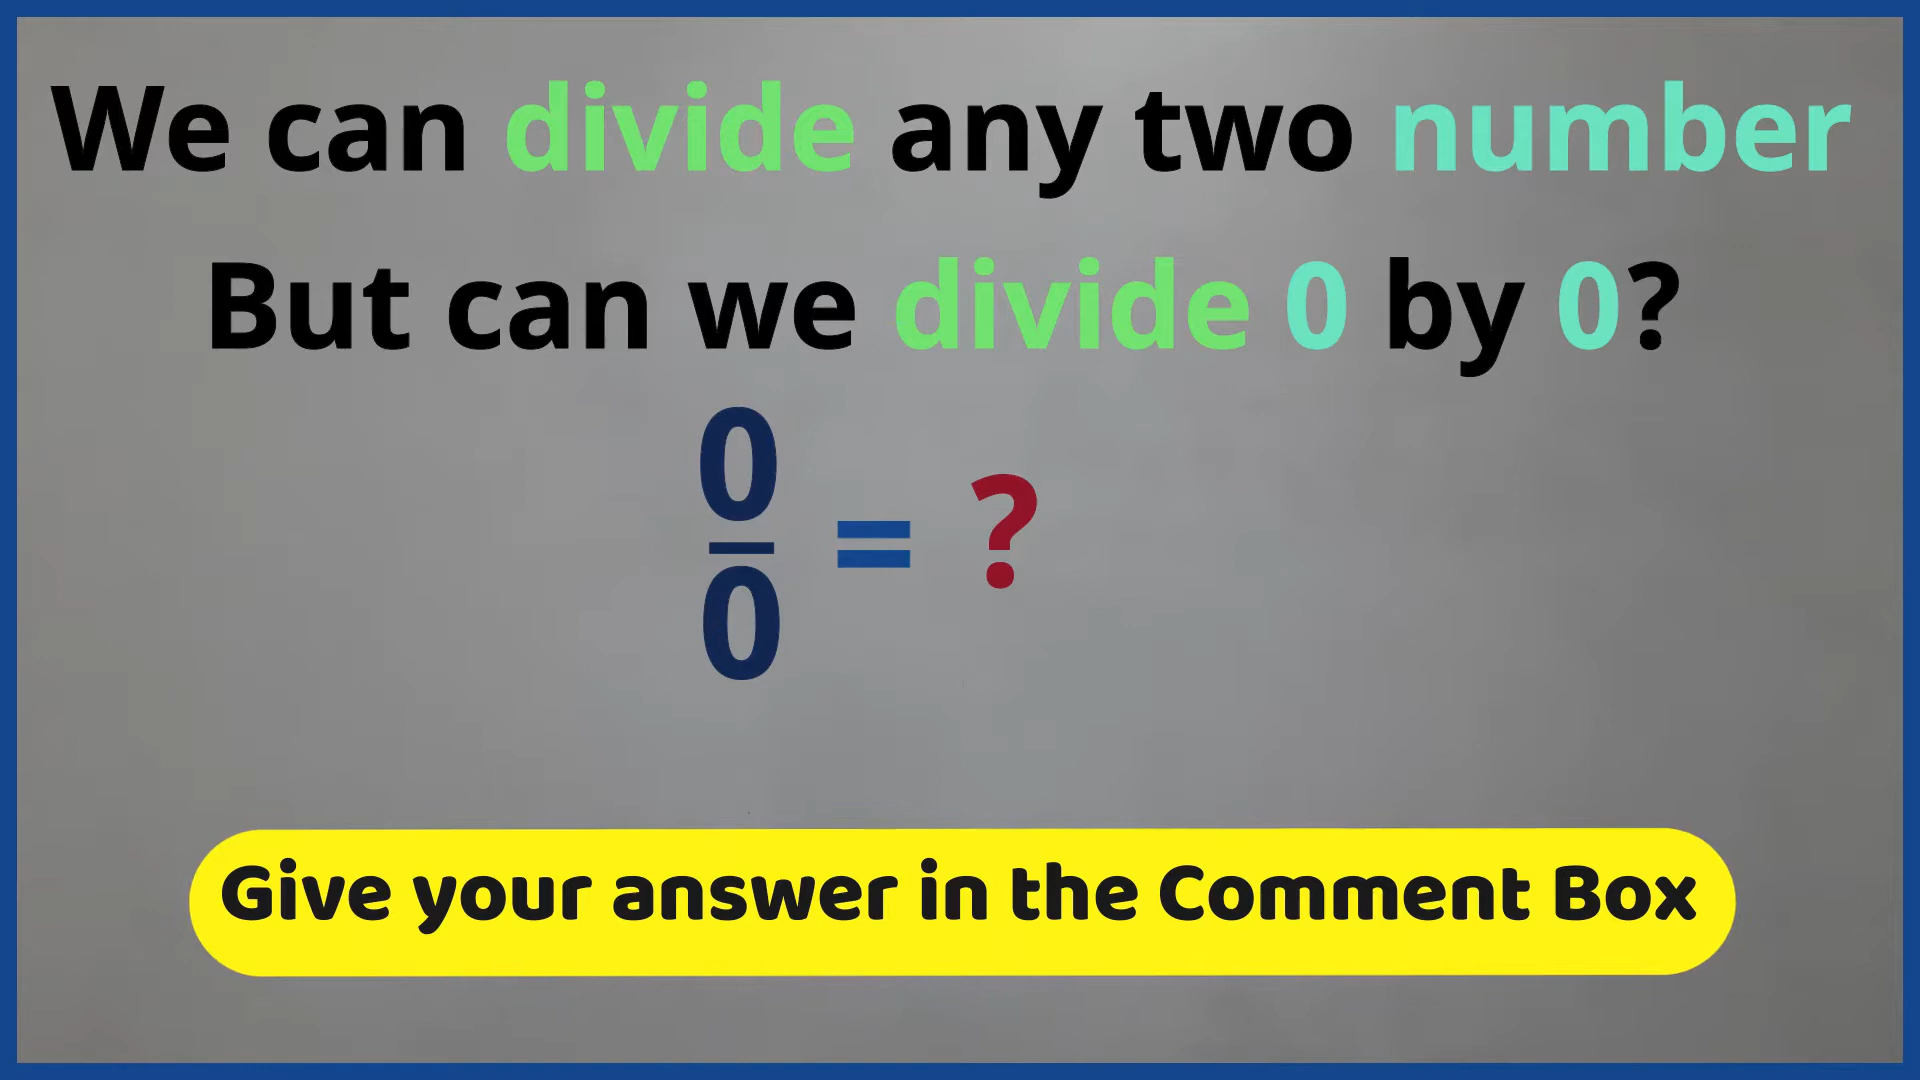 We can divide any two number
But can we divide 0 by 0?
0
— = ?
0
Give your answer in the Comment Box